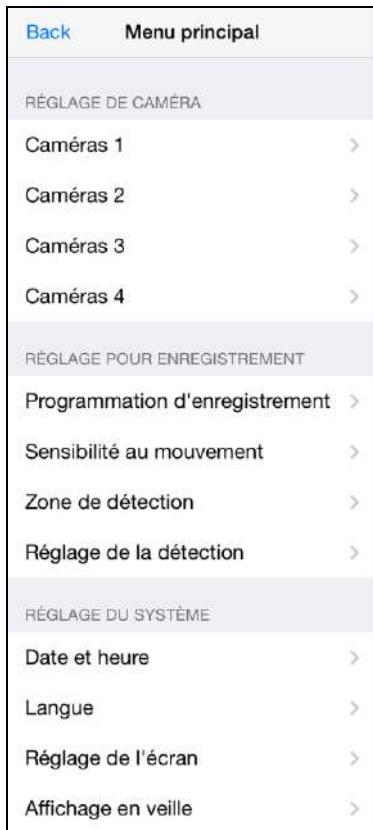 Back Menu principal
RÉGLAGE DE CAMÉRA
Caméras 1
Caméras 2
Caméras 3
Caméras 4
RÉGLAGE POUR ENREGISTREMENT
Programmation d'enregistrement
Sensibilité au mouvement
Zone de détection
Réglage de la détection
RÉGLAGE DU SYSTÈME
Date et heure
Langue
Réglage de l'écran
Affichage en veille